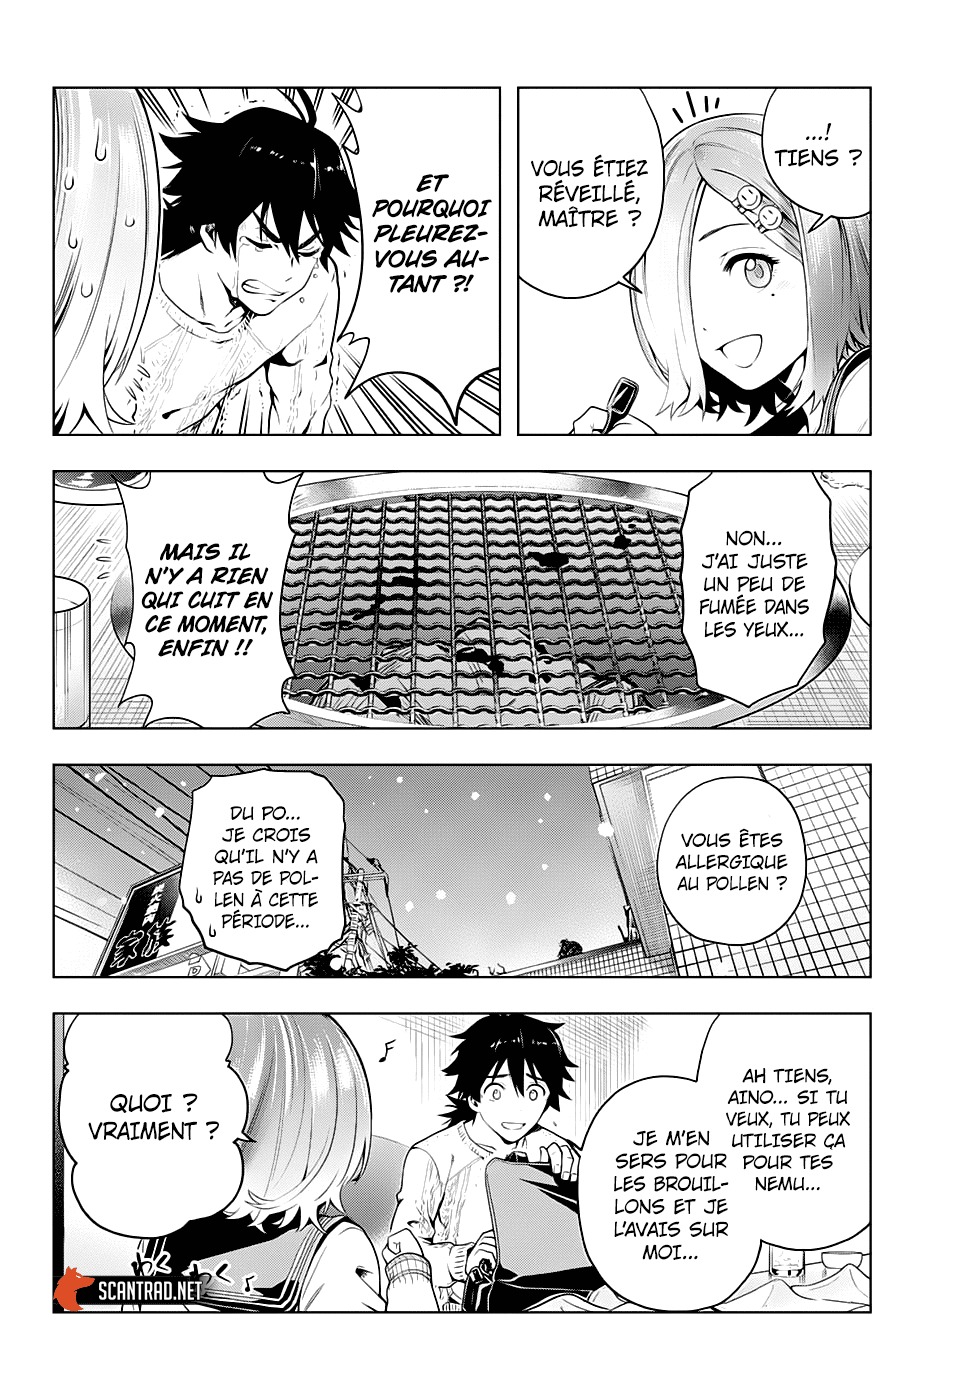 ...!
TIENS ?
VOUS ÉTIEZ
RÉVEILLÉ,
MAÎTRE ?
ET
POURQUOI
PLEUREZ-
VOUS AU-
TANT ?!
NON...
J'AI JUSTE
UN PEU DE
FUMÉE DANS
LES YEUX...
MAIS IL
N'Y A RIEN
QUI CUIT EN
CE MOMENT,
ENFIN !!
VOUS ÊTES
ALLERGIQUE
AU POLLEN ?
DU PO...
JE CROIS
QU'IL N'Y A
PAS DE POL-
LEN À CETTE
PÉRIODE...
AH TIENS,
AINO... SI TU
VEUX, TU PEUX
UTILISER ÇA
POUR TES
NEMU...
JE M'EN
SERS POUR
LES BROUIL-
LONS ET JE
L'AVAIS SUR
MOI...
QUOI ?
VRAIMENT ?
わく
わく
SCANTRAD.NET